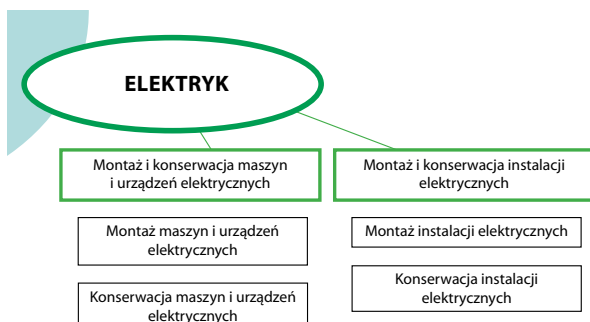 ELEKTRYK
Montaż i konserwacja maszyn
i urządzeń elektrycznych
Montaż i konserwacja instalacji
elektrycznych
Montaż maszyn i urządzeń
elektrycznych
Montaż instalacji elektrycznych
Konserwacja maszyn i urządzeń
elektrycznych
Konserwacja instalacji
elektrycznych